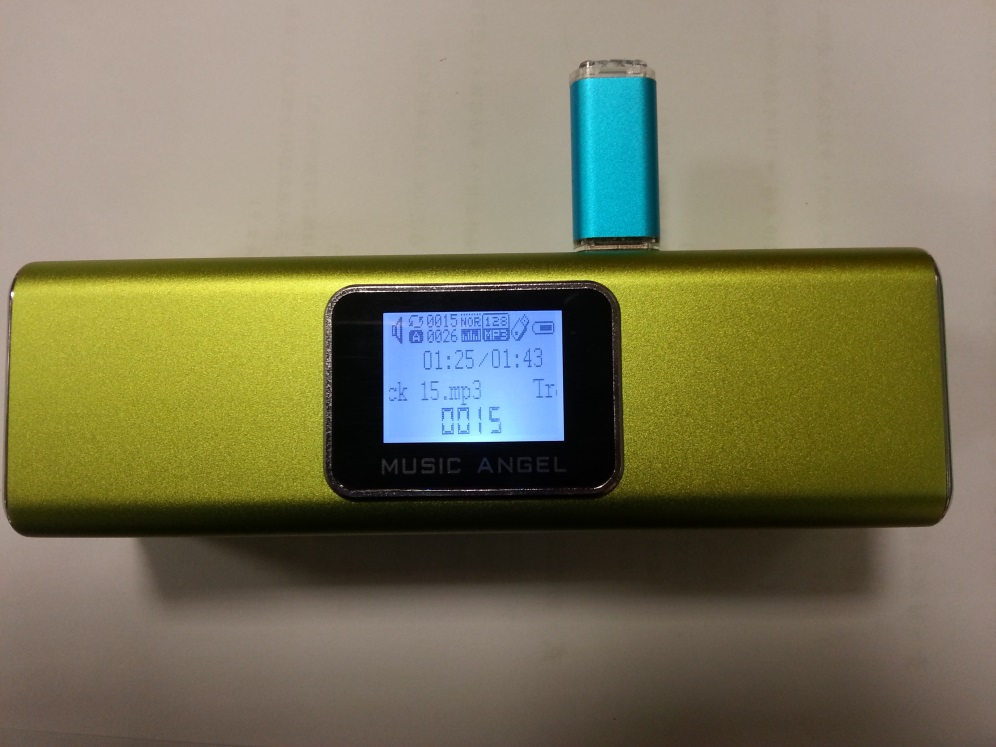 0015 NOR 128
A 0026 MP3
01:25/01:43
ck 15.mp3 Tr
0015
MUSIC ANGEL